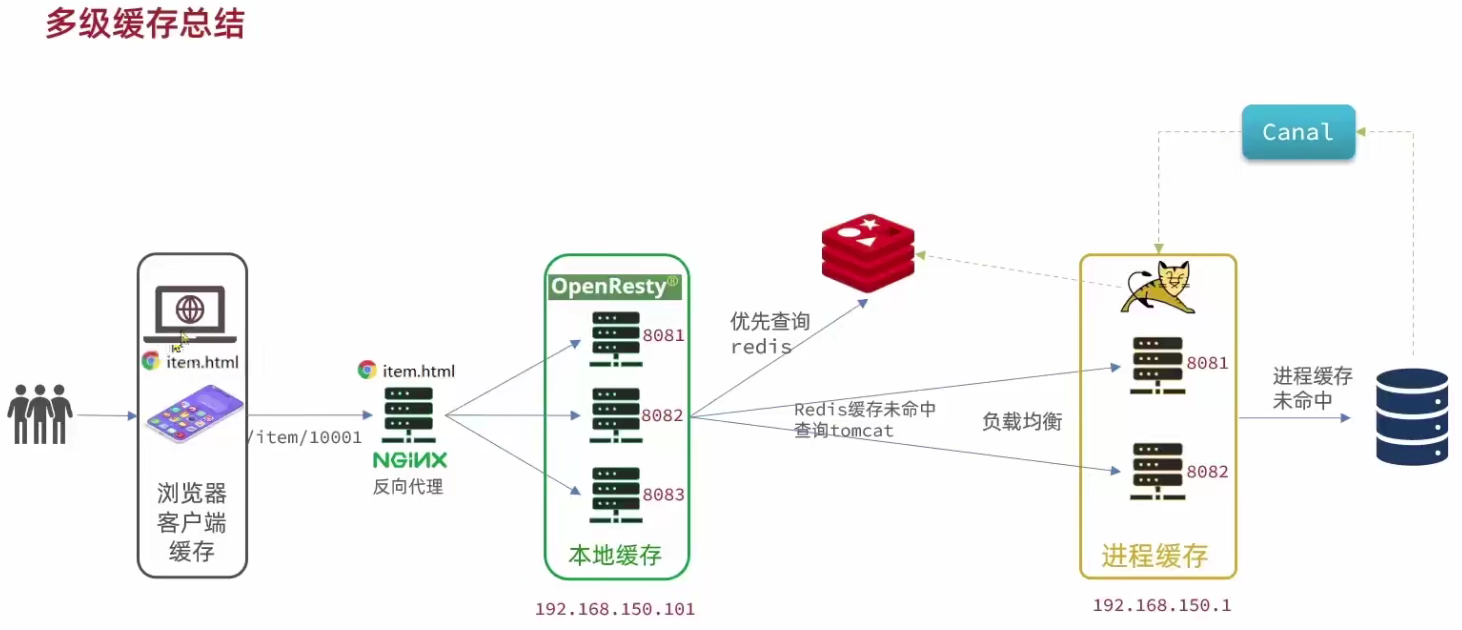 多级缓存总结
Canal
OpenResty®
8081
8082
8083
本地缓存
192.168.150.101
item.html
浏览器
客户端
缓存
/item/10001
item.html
NGINX
反向代理
优先查询
redis
Redis缓存未命中
查询tomcat
负载均衡
8081
8082
进程缓存
192.168.150.1
进程缓存
未命中